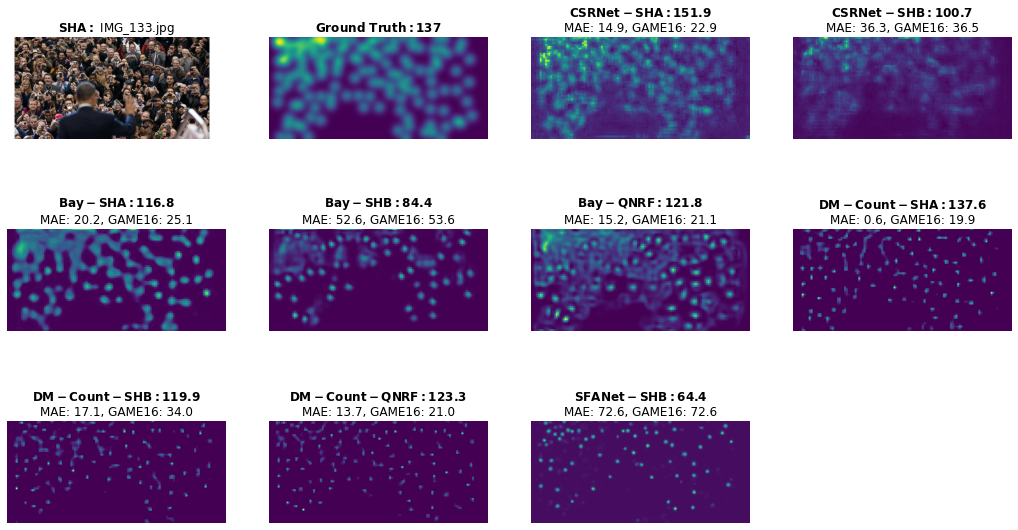 SHA: IMG_133.jpg
Ground Truth:137
CSRNet−SHA:151.9
MAE: 14.9, GAME16: 22.9
CSRNet−SHB:100.7
MAE: 36.3, GAME16: 36.5
Bay−SHA:116.8
MAE: 20.2, GAME16: 25.1
Bay−SHB:84.4
MAE: 52.6, GAME16: 53.6
Bay−QNRF:121.8
MAE: 15.2, GAME16: 21.1
DM−Count−SHA:137.6
MAE: 0.6, GAME16: 19.9
DM−Count−SHB:119.9
MAE: 17.1, GAME16: 34.0
DM−Count−QNRF:123.3
MAE: 13.7, GAME16: 21.0
SFANet−SHB:64.4
MAE: 72.6, GAME16: 72.6